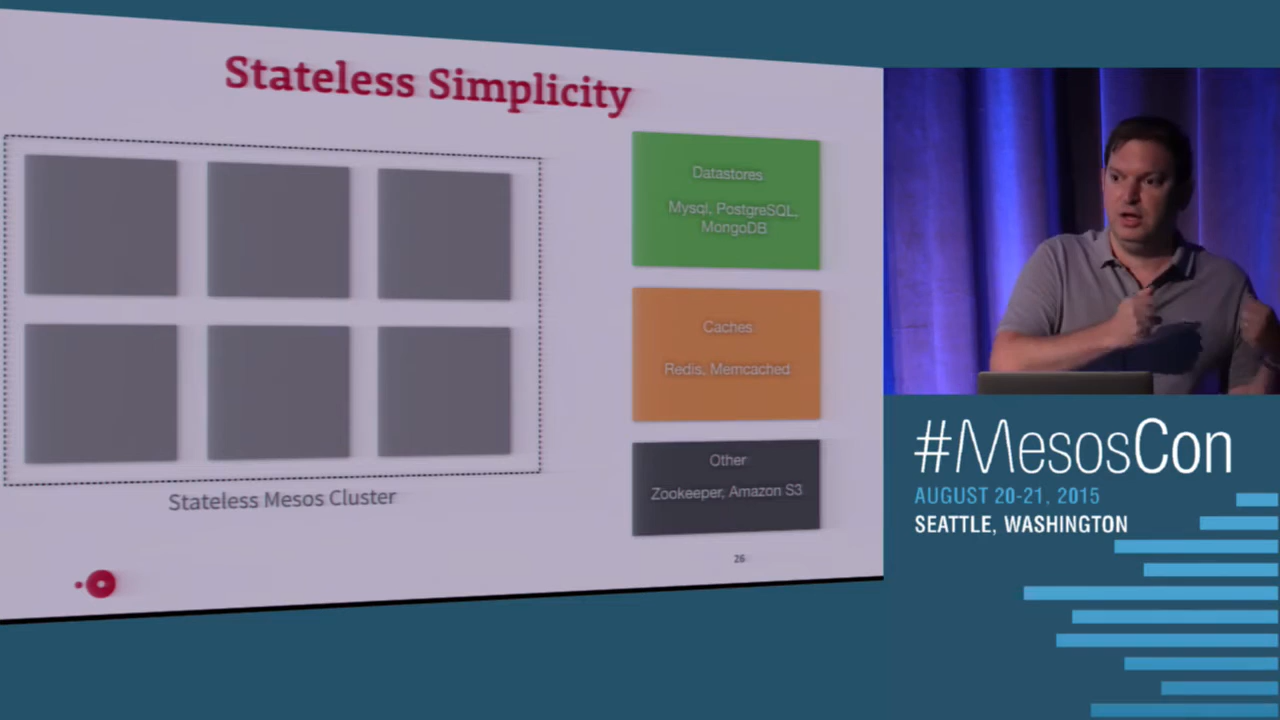 Stateless Simplicity
Datastores
Mysql, PostgreSQL,
MongoDB
Caches
Redis, Memcached
Other
Zookeeper, Amazon S3
Stateless Mesos Cluster
26
#MesosCon
AUGUST 20-21, 2015
SEATTLE, WASHINGTON